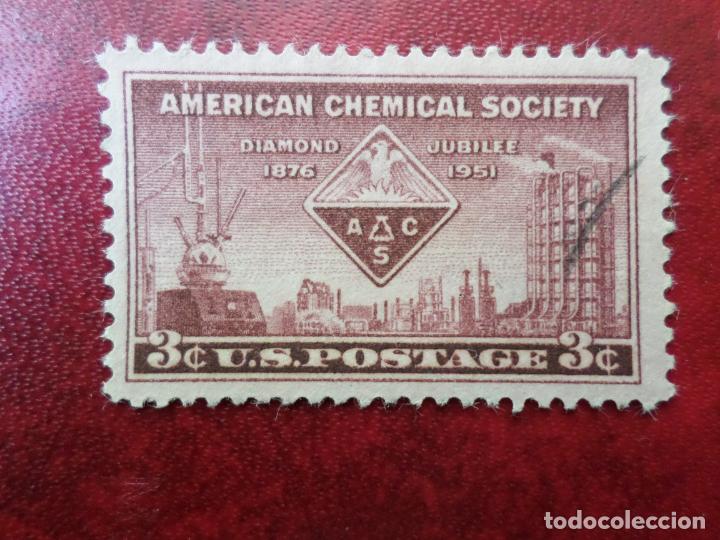 AMERICAN CHEMICAL SOCIETY
DIAMOND JUBILEE
1876 1951
A C
S
3¢ U.S. POSTAGE 3¢
todocoleccion